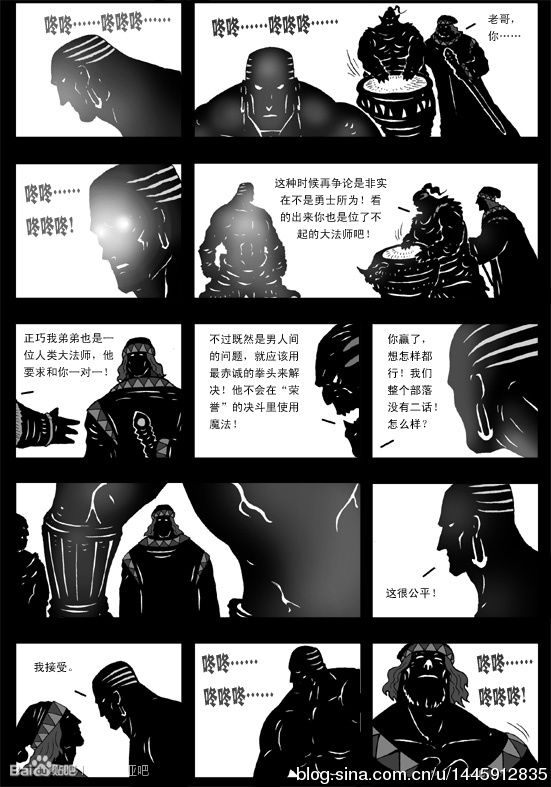 咚咚……咚咚咚……
咚咚……咚咚咚……
老哥，
你……
咚咚……
咚咚咚！
这种时候再争论是非实
在不是勇士所为！看
的出来你也是位了不
起的大法师吧！
正巧我弟弟也是一
位人类大法师，他
要求和你一对一！
不过既然是男人间
的问题，就应该用
最赤诚的拳头来解
决！他不会在“荣
誉”的决斗里使用
魔法！
你赢了，
想怎样都
行！我们
整个部落
没有二话！
怎么样？
这很公平！
我接受。
咚咚……
咚咚咚……
咚咚……
咚咚咚！
Bai 贴吧
亚吧
blog.sina.com.cn/u/1445912835